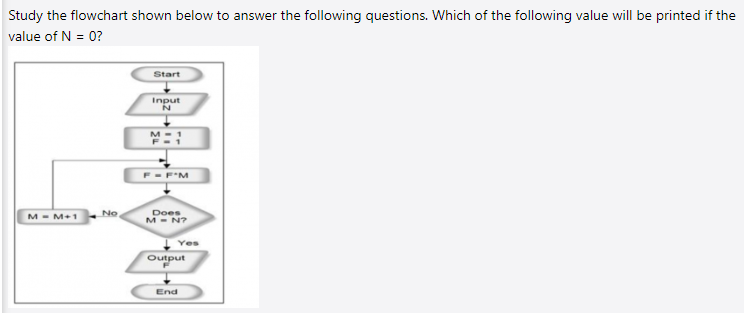 Study the flowchart shown below to answer the following questions. Which of the following value will be printed if the
value of N = 0?
Start
Input
N
M = 1
F = 1
F = F*M
Does
M = N?
No
M = M+1
Yes
Output
F
End